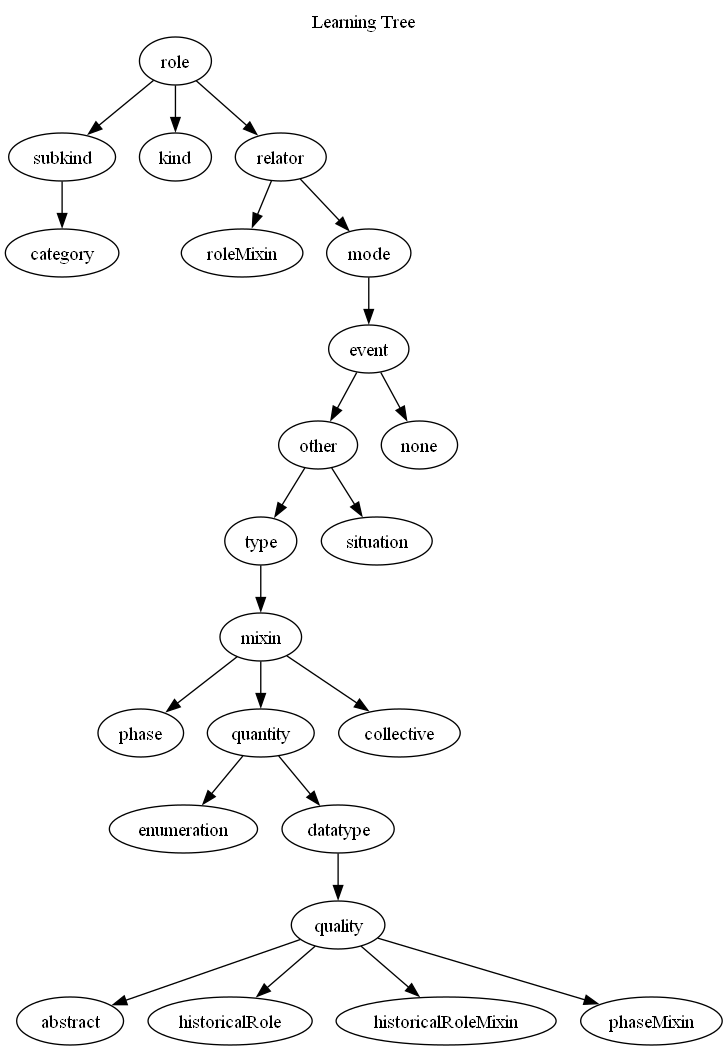 Learning Tree
role
subkind
kind
relator
category
roleMixin
mode
event
other
none
type
situation
mixin
phase
quantity
collective
enumeration
datatype
quality
abstract
historicalRole
historicalRoleMixin
phaseMixin